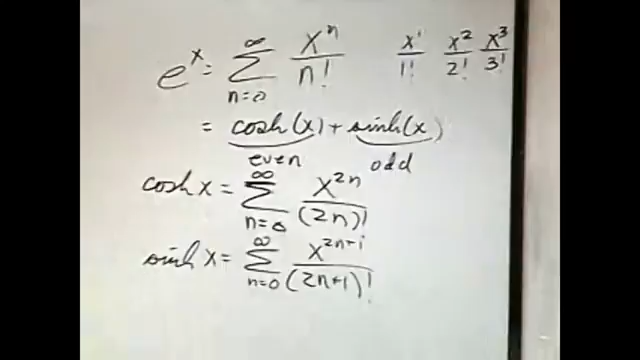 e^x = ∑_{n=0}^{∞} x^n/n!   x^1/1!   x^2/2!   x^3/3!
= cosh(x) + sinh(x)
even   odd
cosh x = ∑_{n=0}^{∞} x^{2n}/(2n)!
sinh x = ∑_{n=0}^{∞} x^{2n+1}/(2n+1)!